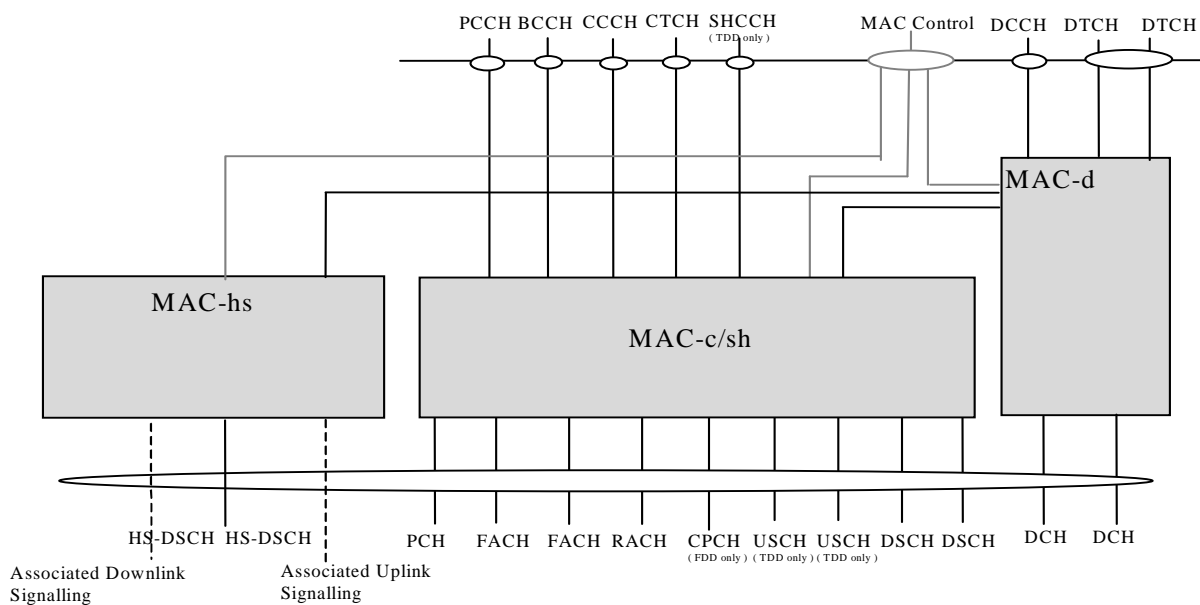 PCCH BCCH CCCH CTCH SHCCH MAC Control DCCH DTCH DTCH
( TDD only )
MAC-d
MAC-hs
MAC-c/sh
HS-DSCH HS-DSCH PCH FACH FACH RACH CPCH USCH USCH DSCH DSCH DCH DCH
( FDD only ) ( TDD only ) ( TDD only )
Associated Downlink
Signalling
Associated Uplink
Signalling